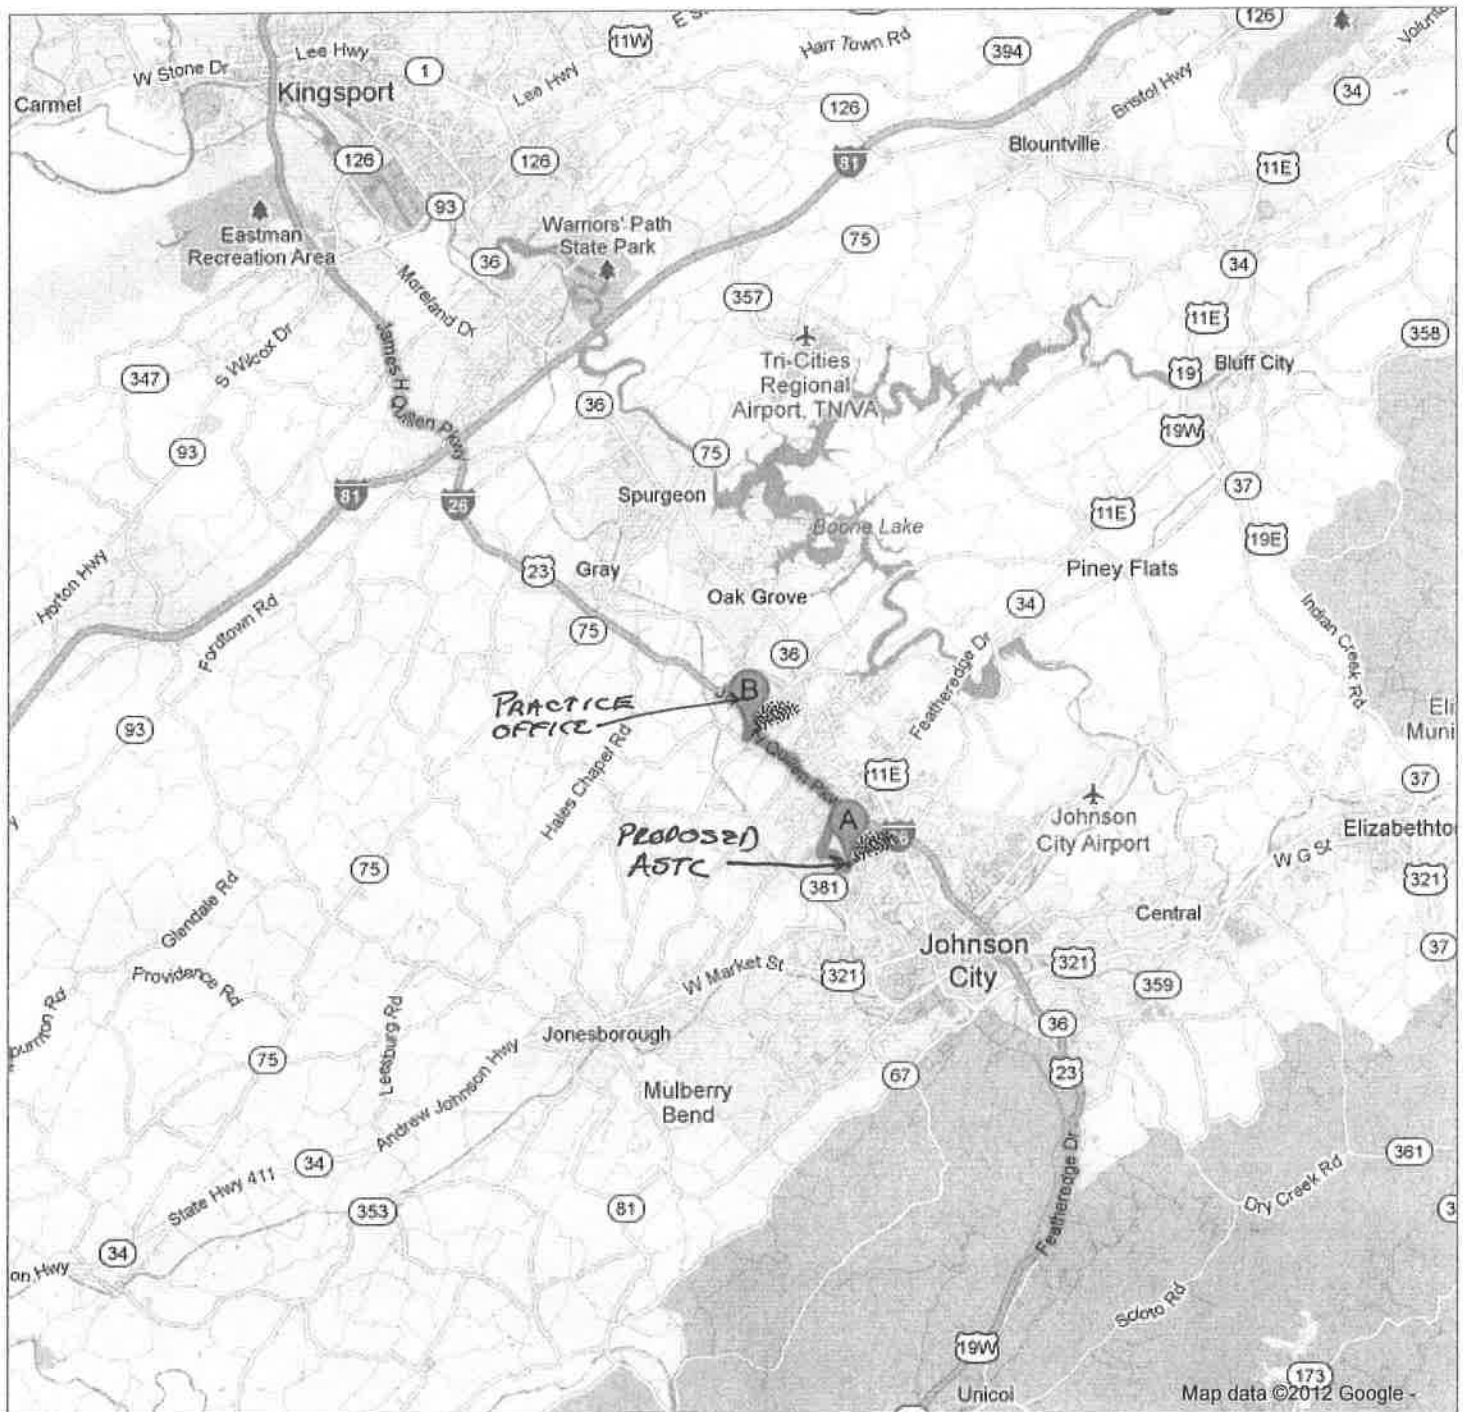 11W
126
Lee Hwy
Harr Town Rd
394
W Stone Dr
1
Kingsport
Lee Hwy
34
Carmel
126
Bristol Hwy
Blountville
126
126
81
11E
93
Warriors' Path
State Park
Eastman
Recreation Area
75
36
34
Moreland Dr
357
11E
358
S Wilcox Dr
James H Quillen Pkwy
Tri-Cities
Regional
Airport, TN/VA
347
19
Bluff City
36
19W
93
75
81
26
Spurgeon
37
11E
Boone Lake
19E
Horton Hwy
23
Gray
Piney Flats
Oak Grove
34
Fordtown Rd
75
Indian Creek Rd
36
Featheredge Dr
PRACTICE
OFFICE
B
93
Hales Chapel Rd
11E
37
Johnson
City Airport
PROPOSED
ASTC
A
W G St
75
381
321
Glendale Rd
Central
Johnson
City
37
Providence Rd
W Market St
321
321
359
Leesburg Rd
Jonesborough
36
75
Andrew Johnson Hwy
67
23
Mulberry
Bend
34
361
State Hwy 411
Featheredge Dr
Dry Creek Rd
353
81
34
on Hwy
Scioto Rd
19W
173
Unicoi
Map data ©2012 Google -